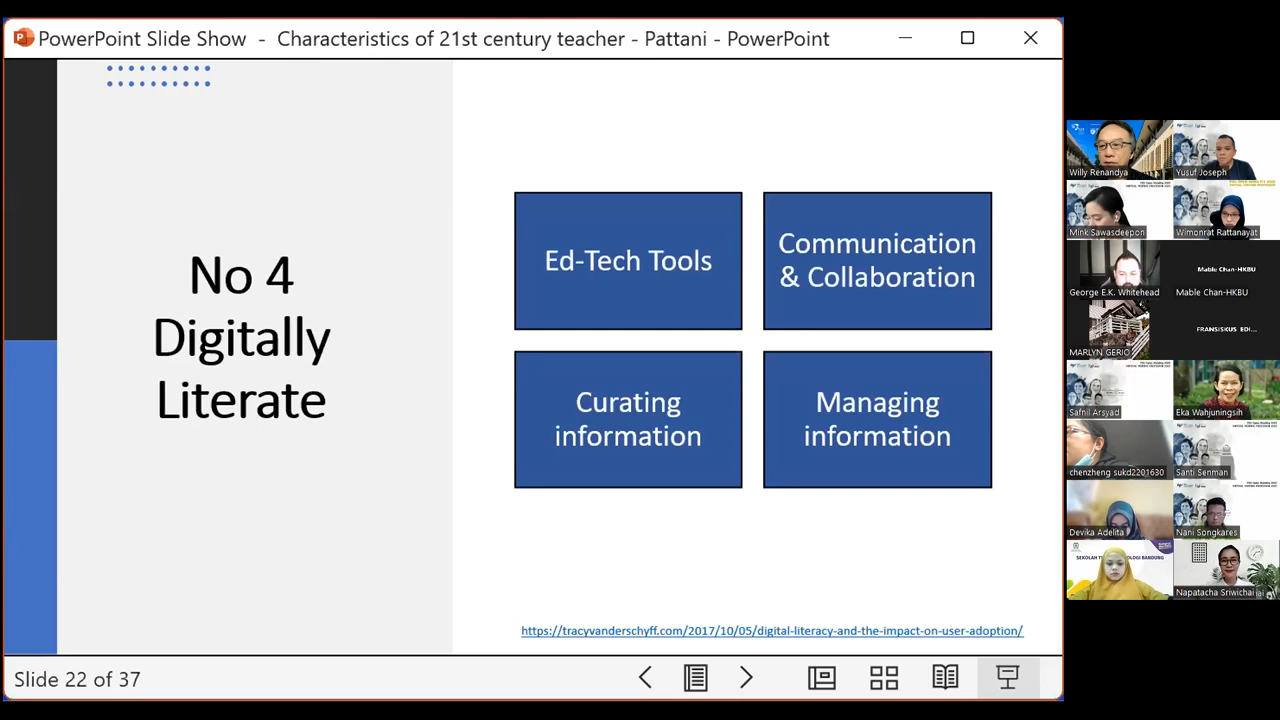 PowerPoint Slide Show - Characteristics of 21st century teacher - Pattani - PowerPoint
No 4
Digitally
Literate
Ed-Tech Tools
Communication
& Collaboration
Curating
information
Managing
information
https://tracyvanderschyff.com/2017/10/05/digital-literacy-and-the-impact-on-user-adoption/
Slide 22 of 37
Willy Renandya
Yusuf Joseph
Mink Sawasdeepon
Wimonrat Rattanayat
George E.K. Whitehead
Mable Chan-HKBU
Mable Chan-HKBU
MARLYN GERIO
FRANSISKUS EDI...
Safnil Arsyad
Eka Wahjuningsih
chenzheng sukd2201630
Santi Senman
Devika Adelita
Nani Songkares
Napatacha Sriwichai